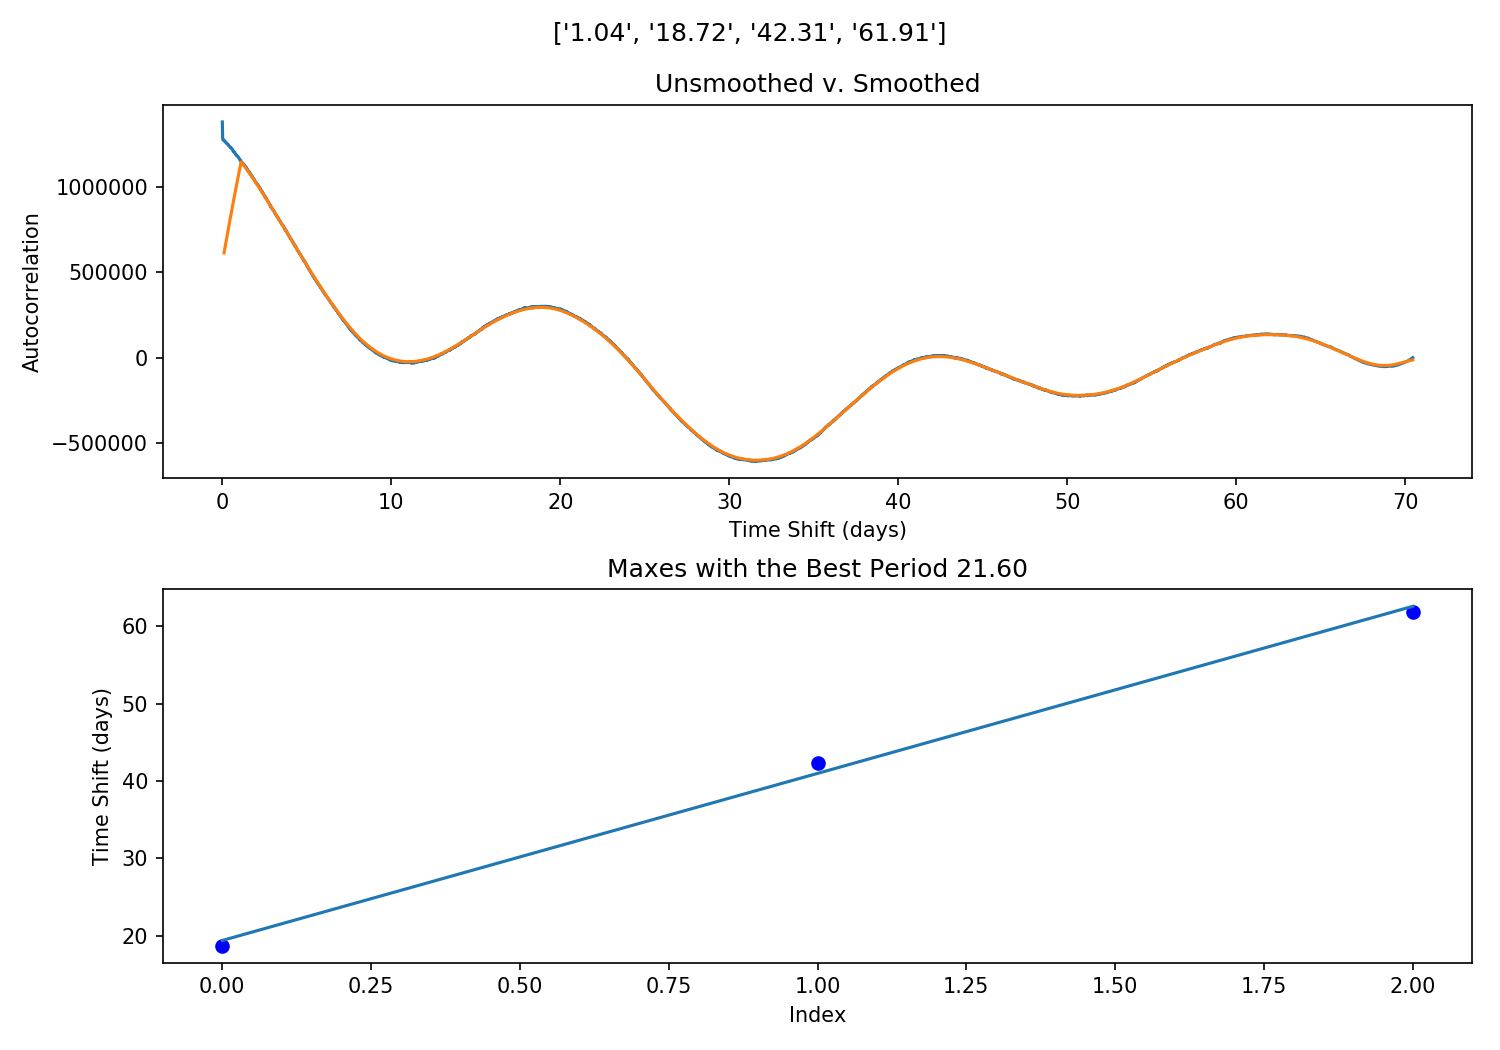 ['1.04', '18.72', '42.31', '61.91']
Unsmoothed v. Smoothed
Autocorrelation
1000000
500000
0
−500000
0 10 20 30 40 50 60 70
Time Shift (days)
Maxes with the Best Period 21.60
Time Shift (days)
60
50
40
30
20
0.00 0.25 0.50 0.75 1.00 1.25 1.50 1.75 2.00
Index